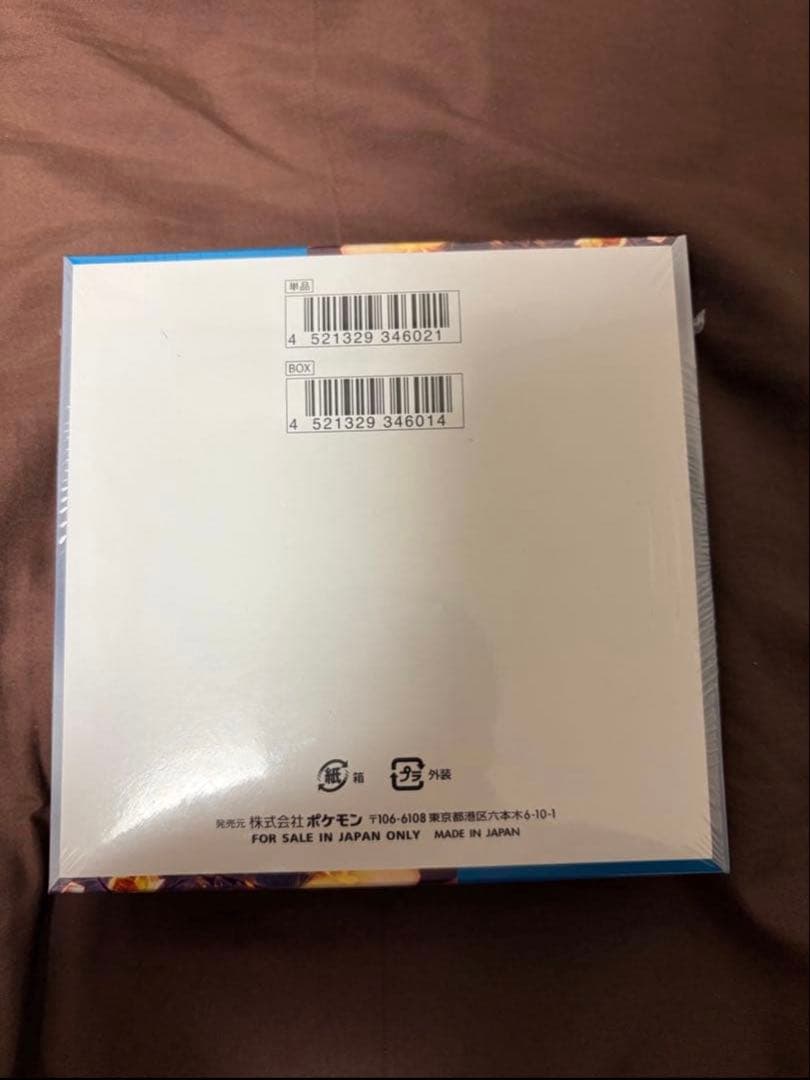 単品
4 521329 346021
BOX
4 521329 346014
紙 箱 プラ 外装
発売元 株式会社 ポケモン 〒106-6108 東京都港区六本木6-10-1
FOR SALE IN JAPAN ONLY MADE IN JAPAN